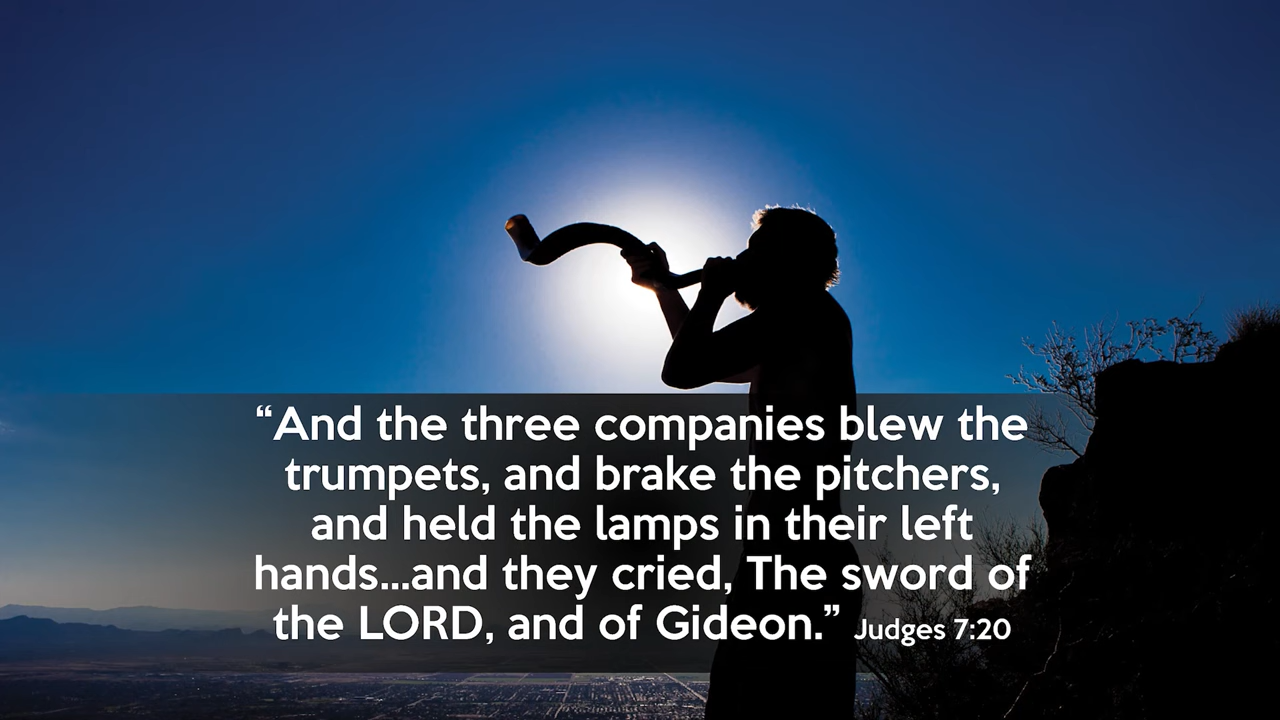 “And the three companies blew the
trumpets, and brake the pitchers,
and held the lamps in their left
hands...and they cried, The sword of
the LORD, and of Gideon.” Judges 7:20